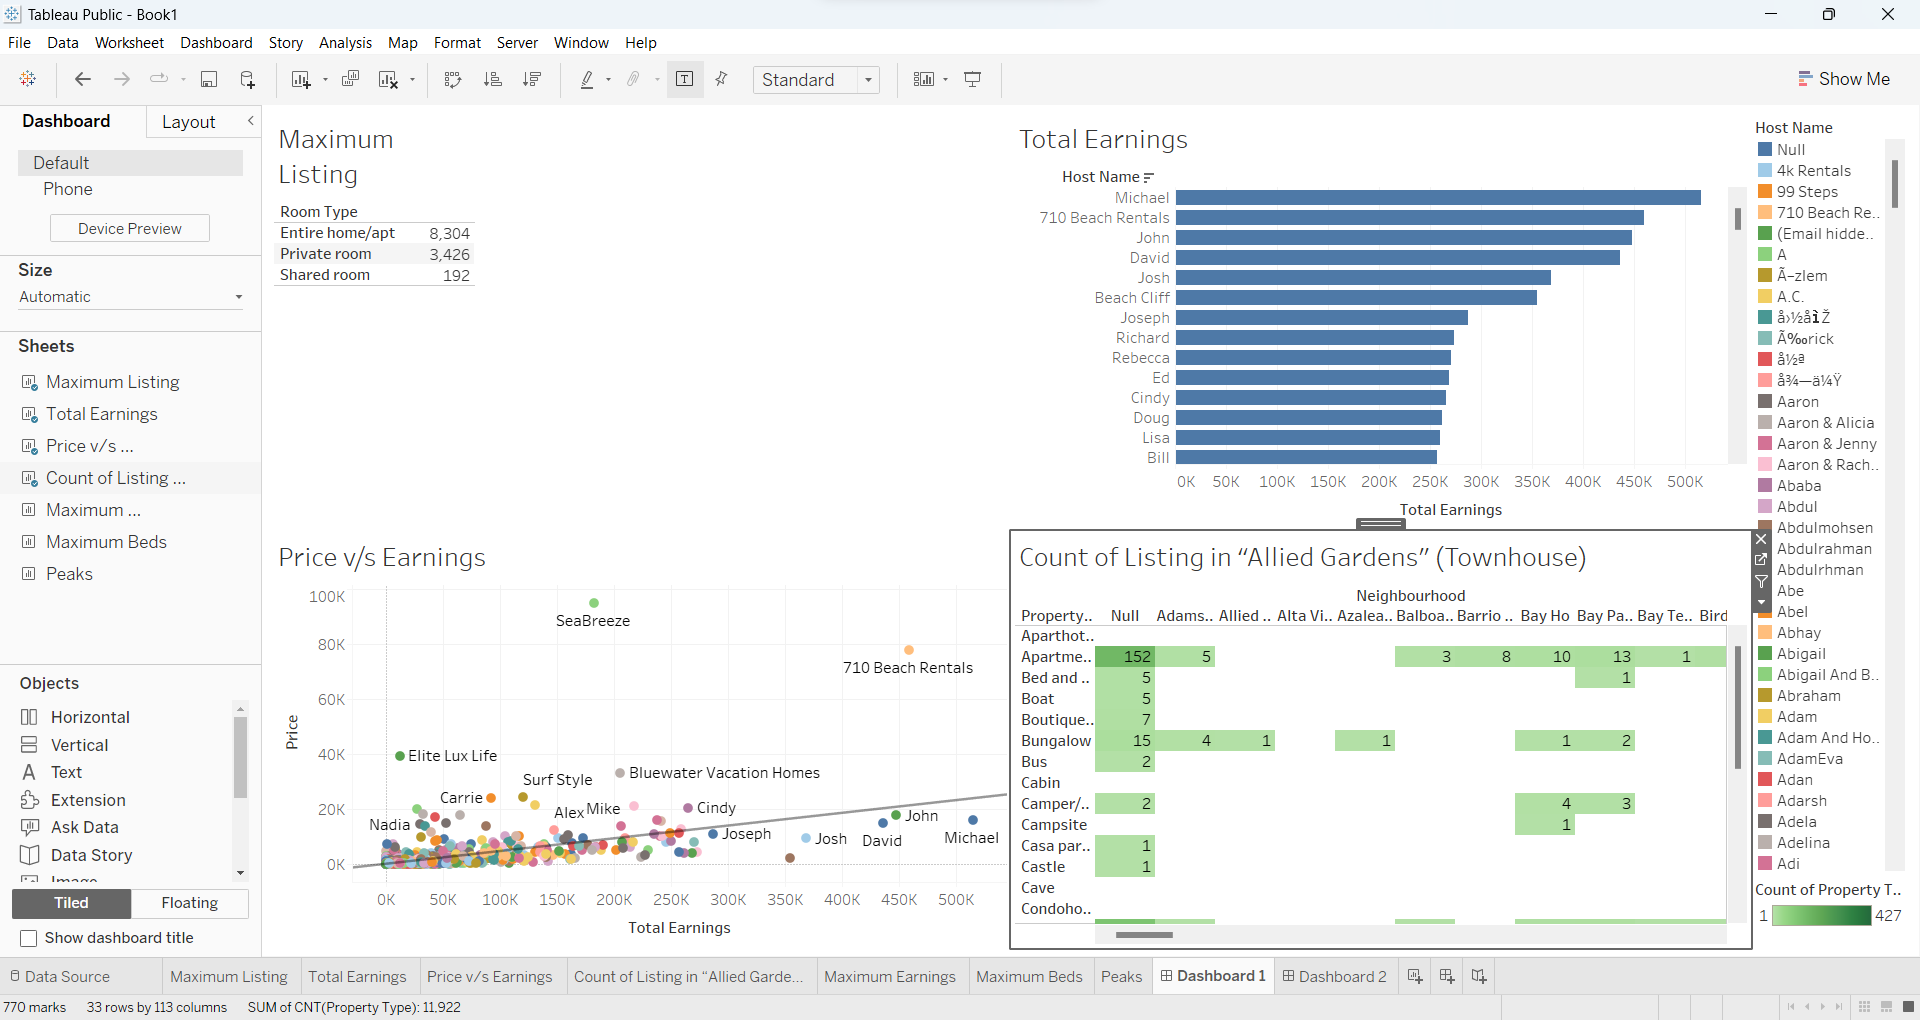 Tableau Public - Book1
File Data Worksheet Dashboard Story Analysis Map Format Server Window Help
Standard
Show Me
Dashboard
Layout
Default
Phone
Device Preview
Size
Automatic
Sheets
Maximum Listing
Total Earnings
Price v/s ...
Count of Listing ...
Maximum ...
Maximum Beds
Peaks
Objects
Horizontal
Vertical
Text
Extension
Ask Data
Data Story
Image
Tiled Floating
Show dashboard title
Maximum
Listing
Room Type
Entire home/apt 8,304
Private room 3,426
Shared room 192
Total Earnings
Host Name
Michael
710 Beach Rentals
John
David
Josh
Beach Cliff
Joseph
Richard
Rebecca
Ed
Cindy
Doug
Lisa
Bill
0K 50K 100K 150K 200K 250K 300K 350K 400K 450K 500K
Total Earnings
Price v/s Earnings
100K
80K
60K
40K
20K
0K
Price
SeaBreeze
710 Beach Rentals
Elite Lux Life
Surf Style
Bluewater Vacation Homes
Carrie
Alex
Mike
Cindy
Nadia
Joseph
Josh
John
David
Michael
0K 50K 100K 150K 200K 250K 300K 350K 400K 450K 500K
Total Earnings
Count of Listing in “Allied Gardens” (Townhouse)
Neighbourhood
Property.. Null Adams.. Allied .. Alta Vi.. Azalea.. Balboa.. Barrio .. Bay Ho Bay Pa.. Bay Te.. Bird
Aparthot..
Apartme.. 152 5 3 8 10 13 1
Bed and .. 5 1
Boat 5
Boutique.. 7
Bungalow 15 4 1 1 1 2
Bus 2
Cabin
Camper/.. 2 4 3
Campsite 1
Casa par.. 1
Castle 1
Cave
Condoho..
Host Name
Null
4k Rentals
99 Steps
710 Beach Re..
(Email hidde..
A
Ã–zlem
A.C.
å›½åìŽ
Ã‰rick
å½ª
å¾—ä¼Ÿ
Aaron
Aaron & Alicia
Aaron & Jenny
Aaron & Rach..
Ababa
Abdul
Abdulmohsen
Abdulrahman
Abdulrhman
Abe
Abel
Abhay
Abigail
Abigail And B..
Abraham
Adam
Adam And Ho..
AdamEva
Adan
Adarsh
Adela
Adelina
Adi
Count of Property T..
1 427
Data Source Maximum Listing Total Earnings Price v/s Earnings Count of Listing in “Allied Garde... Maximum Earnings Maximum Beds Peaks Dashboard 1 Dashboard 2
770 marks 33 rows by 113 columns SUM of CNT(Property Type): 11,922